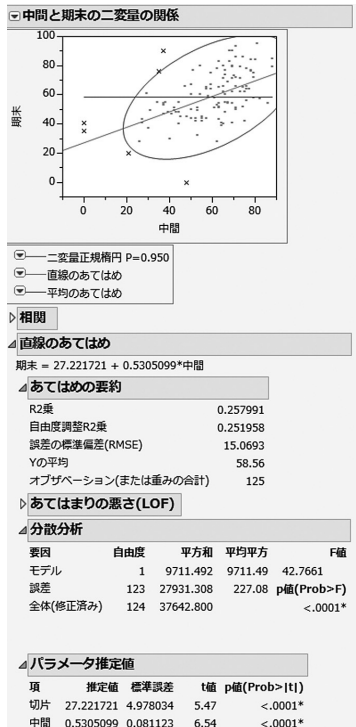 中間と期末の二変量の関係
100
80
60
40
20
0
期末
0 20 40 60 80
中間
二変量正規楕円 P=0.950
直線のあてはめ
平均のあてはめ
相関
直線のあてはめ
期末 = 27.221721 + 0.5305099*中間
あてはめの要約
R2乗 0.257991
自由度調整R2乗 0.251958
誤差の標準偏差(RMSE) 15.0693
Yの平均 58.56
オブザベーション(または重みの合計) 125
あてはまりの悪さ(LOF)
分散分析
要因 自由度 平方和 平均平方 F値
モデル 1 9711.492 9711.49 42.7661
誤差 123 27931.308 227.08 p値(Prob>F)
全体(修正済み) 124 37642.800 <.0001*
パラメータ推定値
項 推定値 標準誤差 t値 p値(Prob>|t|)
切片 27.221721 4.978034 5.47 <.0001*
中間 0.5305099 0.081123 6.54 <.0001*